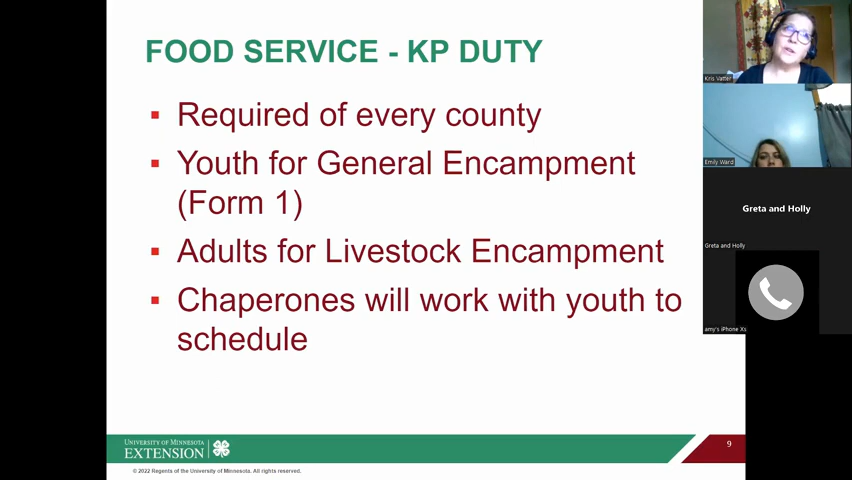 FOOD SERVICE - KP DUTY
▪ Required of every county
▪ Youth for General Encampment
(Form 1)
▪ Adults for Livestock Encampment
▪ Chaperones will work with youth to
schedule
UNIVERSITY OF MINNESOTA
EXTENSION
9
© 2022 Regents of the University of Minnesota. All rights reserved.
Kris Vatter
Emily Ward
Greta and Holly
Greta and Holly
amy's iPhone Xs